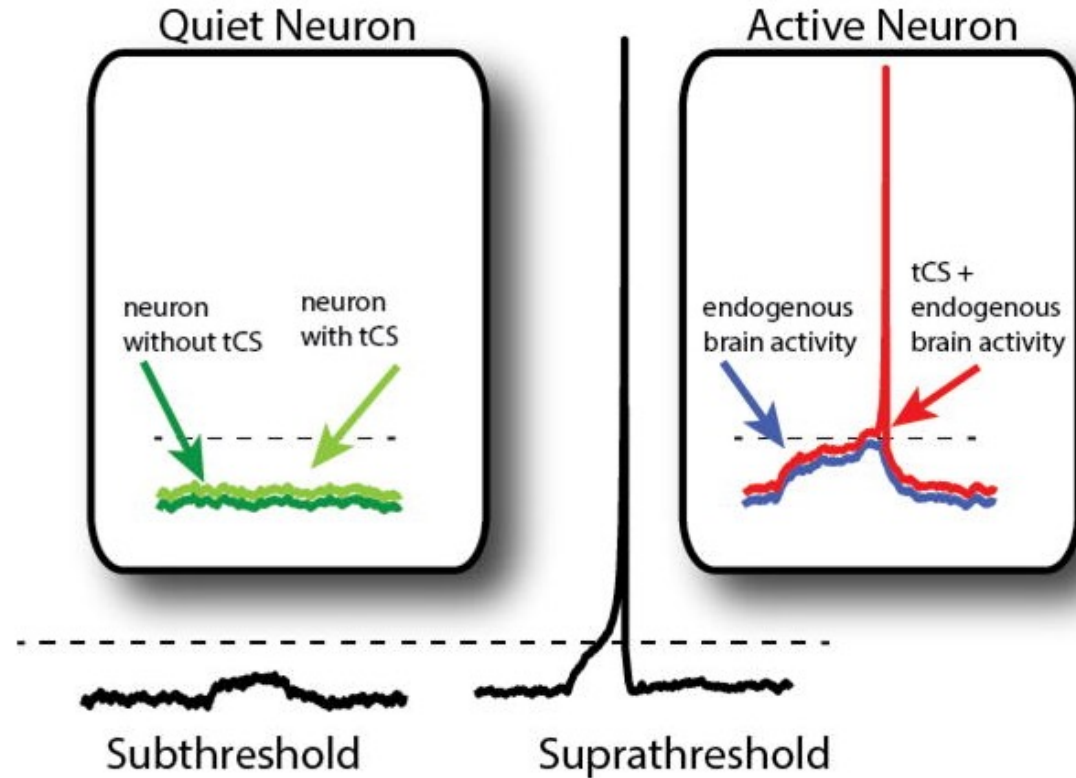 Quiet Neuron
Active Neuron
neuron
without tCS
neuron
with tCS
endogenous
brain activity
tCS +
endogenous
brain activity
Subthreshold
Suprathreshold